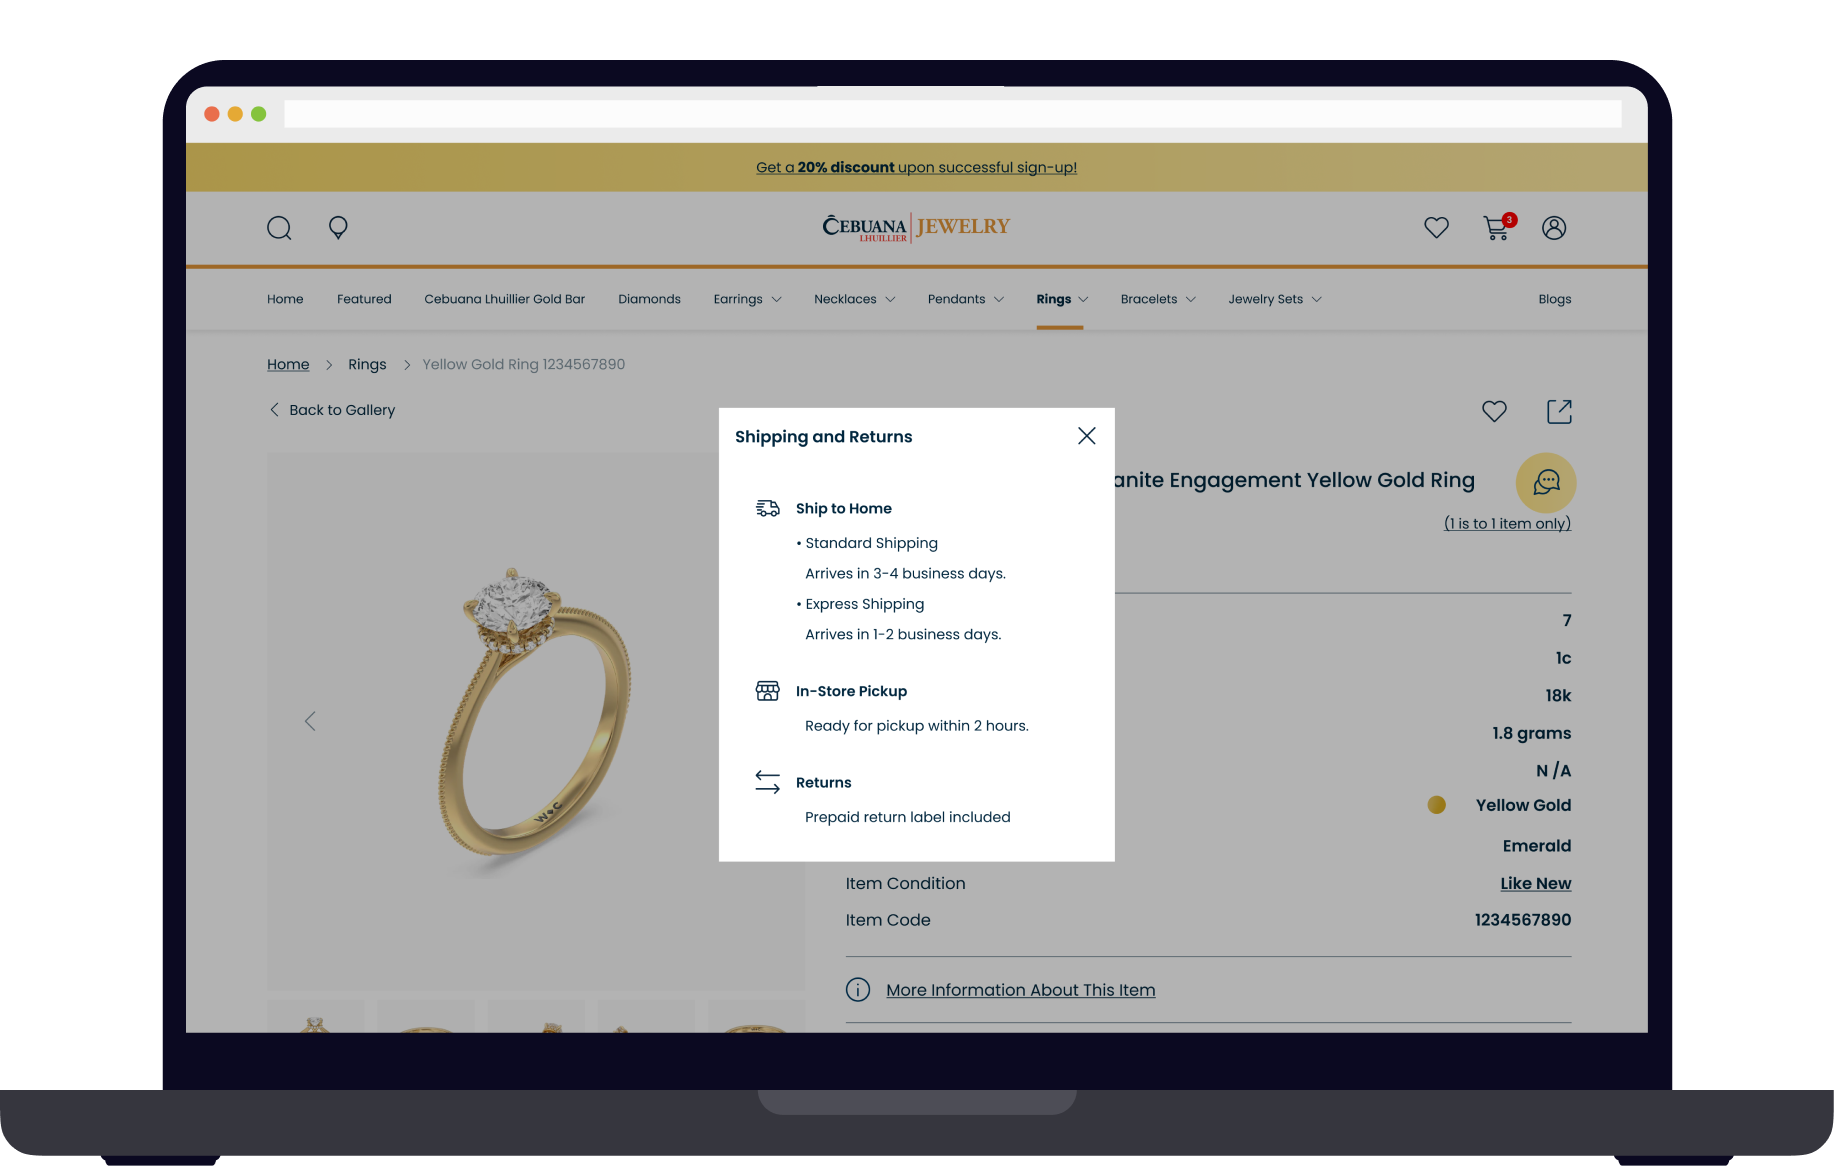 Get a 20% discount upon successful sign-up!
CEBUANA LHUILLIER JEWELRY
3
Home Featured Cebuana Lhuillier Gold Bar Diamonds Earrings Necklaces Pendants Rings Bracelets Jewelry Sets Blogs
Home > Rings > Yellow Gold Ring 1234567890
Back to Gallery
Shipping and Returns
Ship to Home
• Standard Shipping
Arrives in 3-4 business days.
• Express Shipping
Arrives in 1-2 business days.
In-Store Pickup
Ready for pickup within 2 hours.
Returns
Prepaid return label included
anite Engagement Yellow Gold Ring
(1 is to 1 item only)
7
1c
18k
1.8 grams
N /A
Yellow Gold
Emerald
Item Condition Like New
Item Code 1234567890
More Information About This Item
W♦C